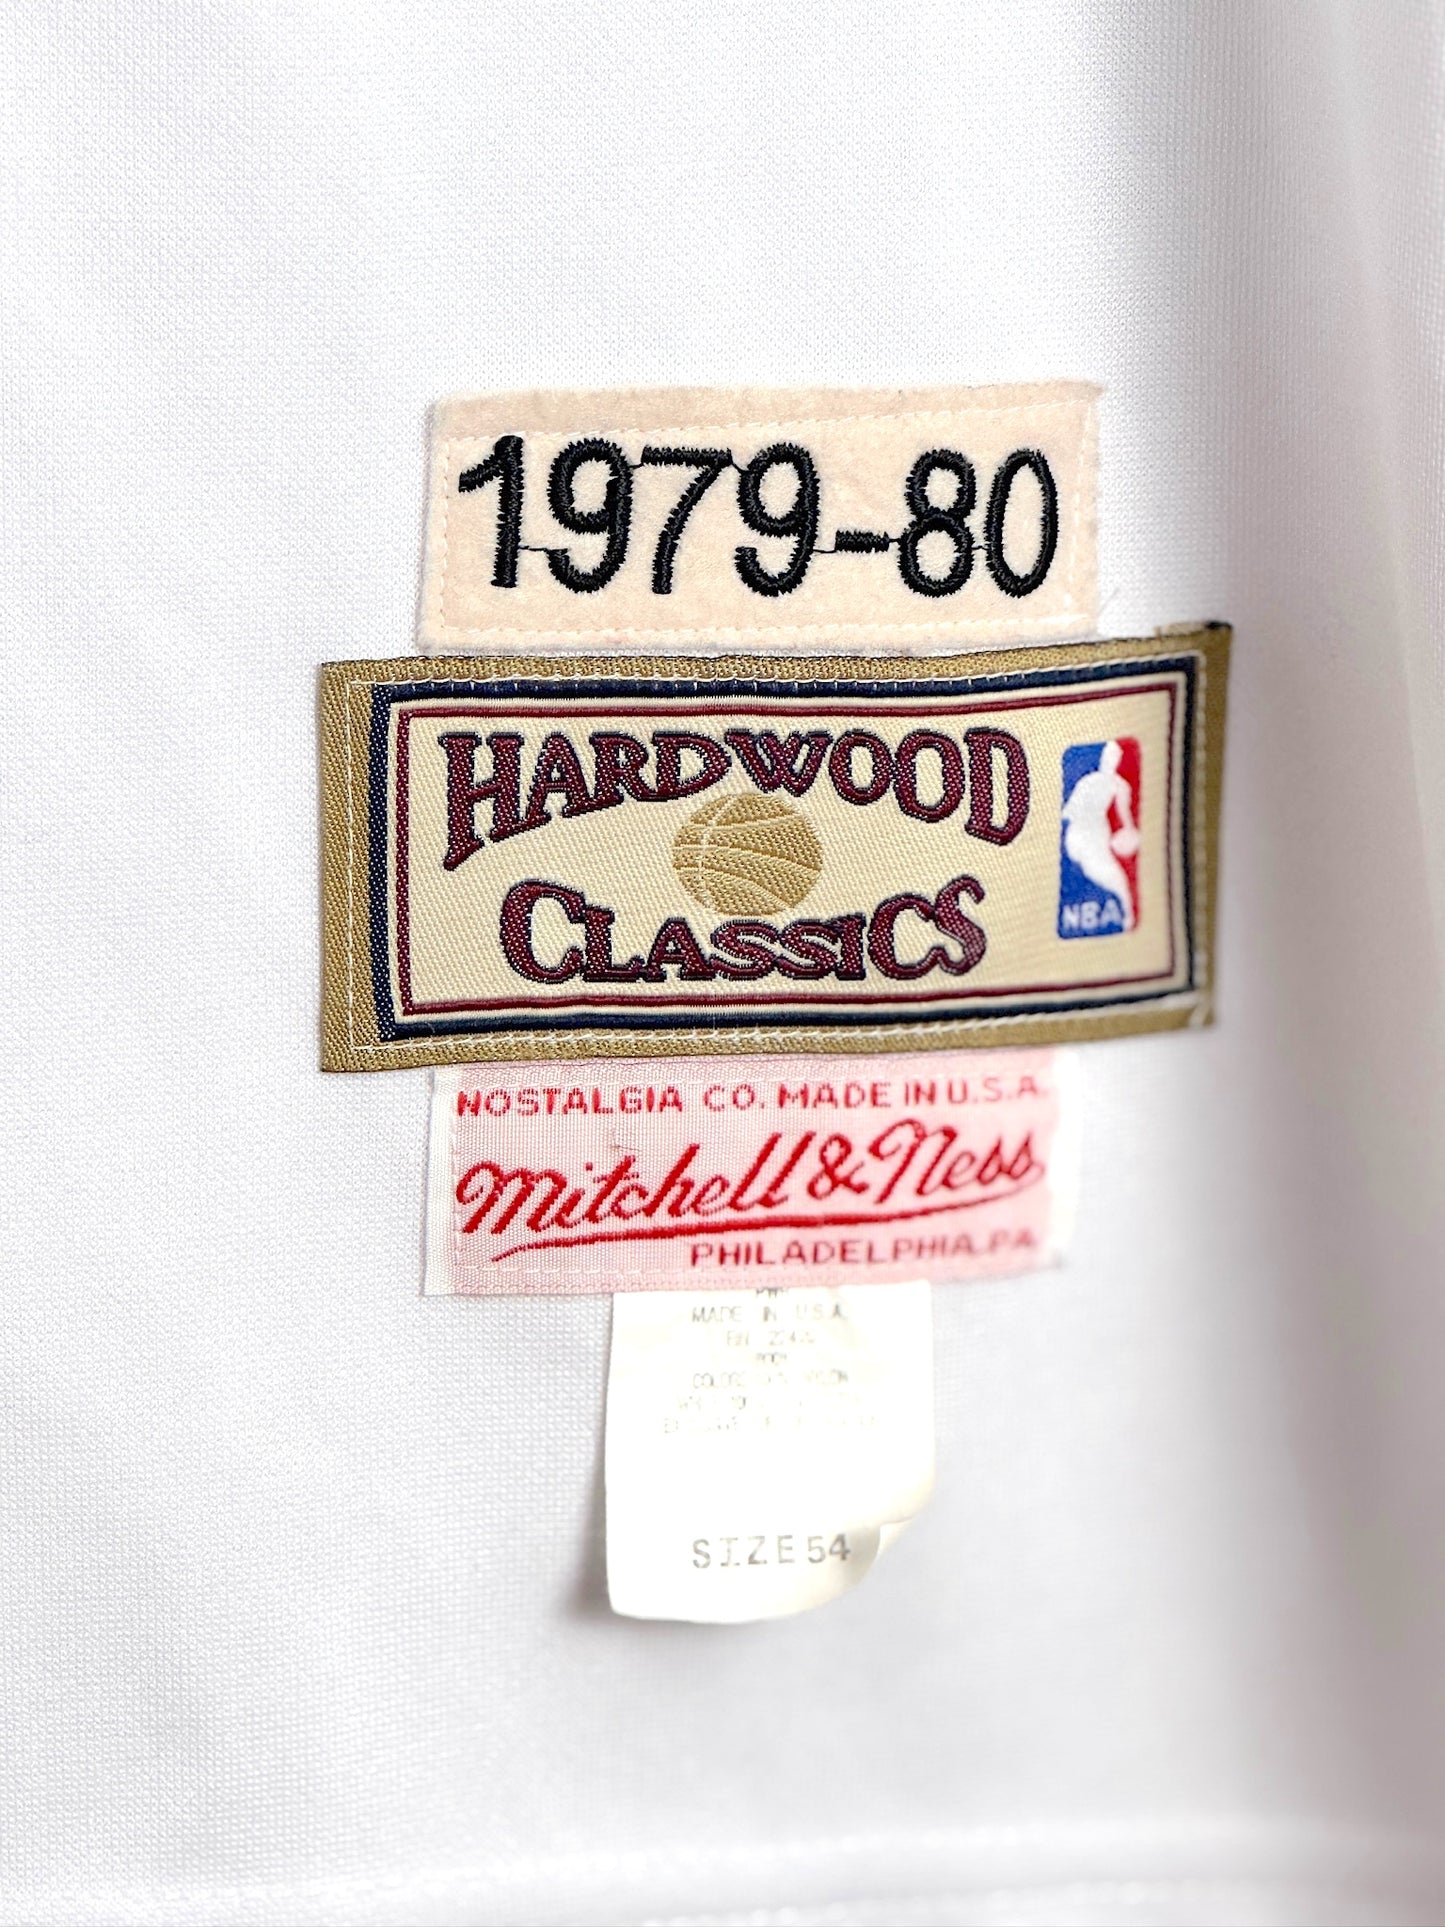 1979-80
HARDWOOD
CLASSICS
NBA
NOSTALGIA CO. MADE IN U.S.A.
Mitchell & Ness
PHILADELPHIA, PA
MADE IN U.S.A.
SIZE 54